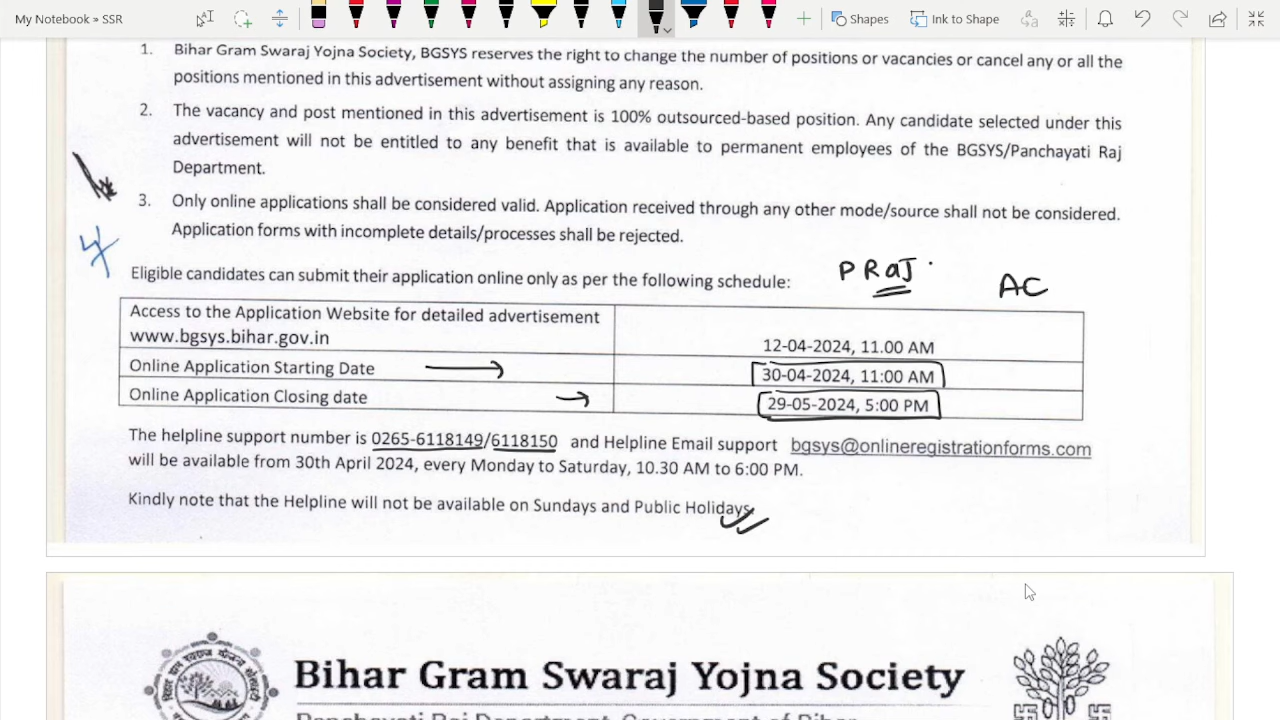 My Notebook » SSR
Shapes
Ink to Shape
1. Bihar Gram Swaraj Yojna Society, BGSYS reserves the right to change the number of positions or vacancies or cancel any or all the
positions mentioned in this advertisement without assigning any reason.
2. The vacancy and post mentioned in this advertisement is 100% outsourced-based position. Any candidate selected under this
advertisement will not be entitled to any benefit that is available to permanent employees of the BGSYS/Panchayati Raj
Department.
3. Only online applications shall be considered valid. Application received through any other mode/source shall not be considered.
Application forms with incomplete details/processes shall be rejected.
PRaJ
AC
Eligible candidates can submit their application online only as per the following schedule:
Access to the Application Website for detailed advertisement
www.bgsys.bihar.gov.in
12-04-2024, 11.00 AM
Online Application Starting Date
30-04-2024, 11:00 AM
Online Application Closing date
29-05-2024, 5:00 PM
The helpline support number is 0265-6118149/6118150 and Helpline Email support bgsys@onlineregistrationforms.com
will be available from 30th April 2024, every Monday to Saturday, 10.30 AM to 6:00 PM.
Kindly note that the Helpline will not be available on Sundays and Public Holidays
Bihar Gram Swaraj Yojna Society
Panchayati Raj Department, Government of Bihar